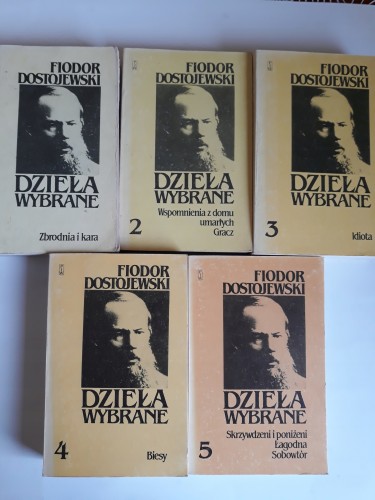 FIODOR
DOSTOJEWSKI
DZIEŁA
WYBRANE
Zbrodnia i kara
FIODOR
DOSTOJEWSKI
DZIEŁA
WYBRANE
2
Wspomnienia z domu
umarłych
Gracz
FIODOR
DOSTOJEWSKI
DZIEŁA
WYBRANE
3
Idiota
FIODOR
DOSTOJEWSKI
DZIEŁA
WYBRANE
4
Biesy
FIODOR
DOSTOJEWSKI
DZIEŁA
WYBRANE
5
Skrzywdzeni i poniżeni
Łagodna
Sobowtór